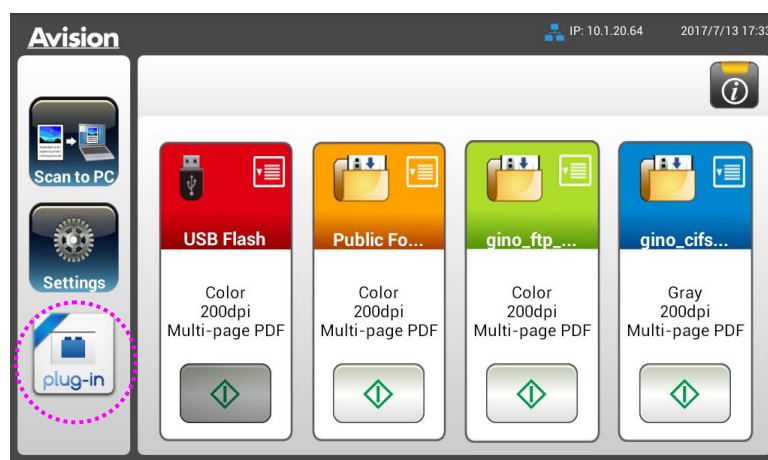 Avision
IP: 10.1.20.64
2017/7/13 17:33
Scan to PC
Settings
plug-in
USB Flash
Color
200dpi
Multi-page PDF
Public Fo...
Color
200dpi
Multi-page PDF
gino_ftp_...
Color
200dpi
Multi-page PDF
gino_cifs...
Gray
200dpi
Multi-page PDF